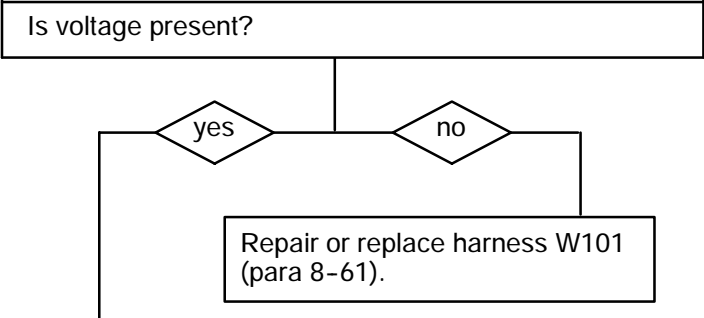 Is voltage present?
yes
no
Repair or replace harness W101
(para 8-61).